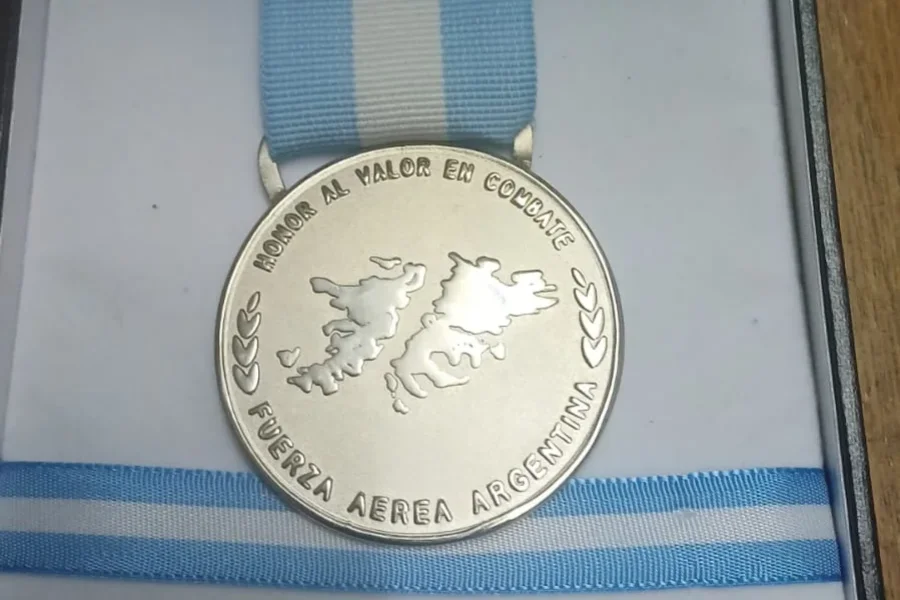 HONOR AL VALOR EN COMBATE
FUERZA AEREA ARGENTINA